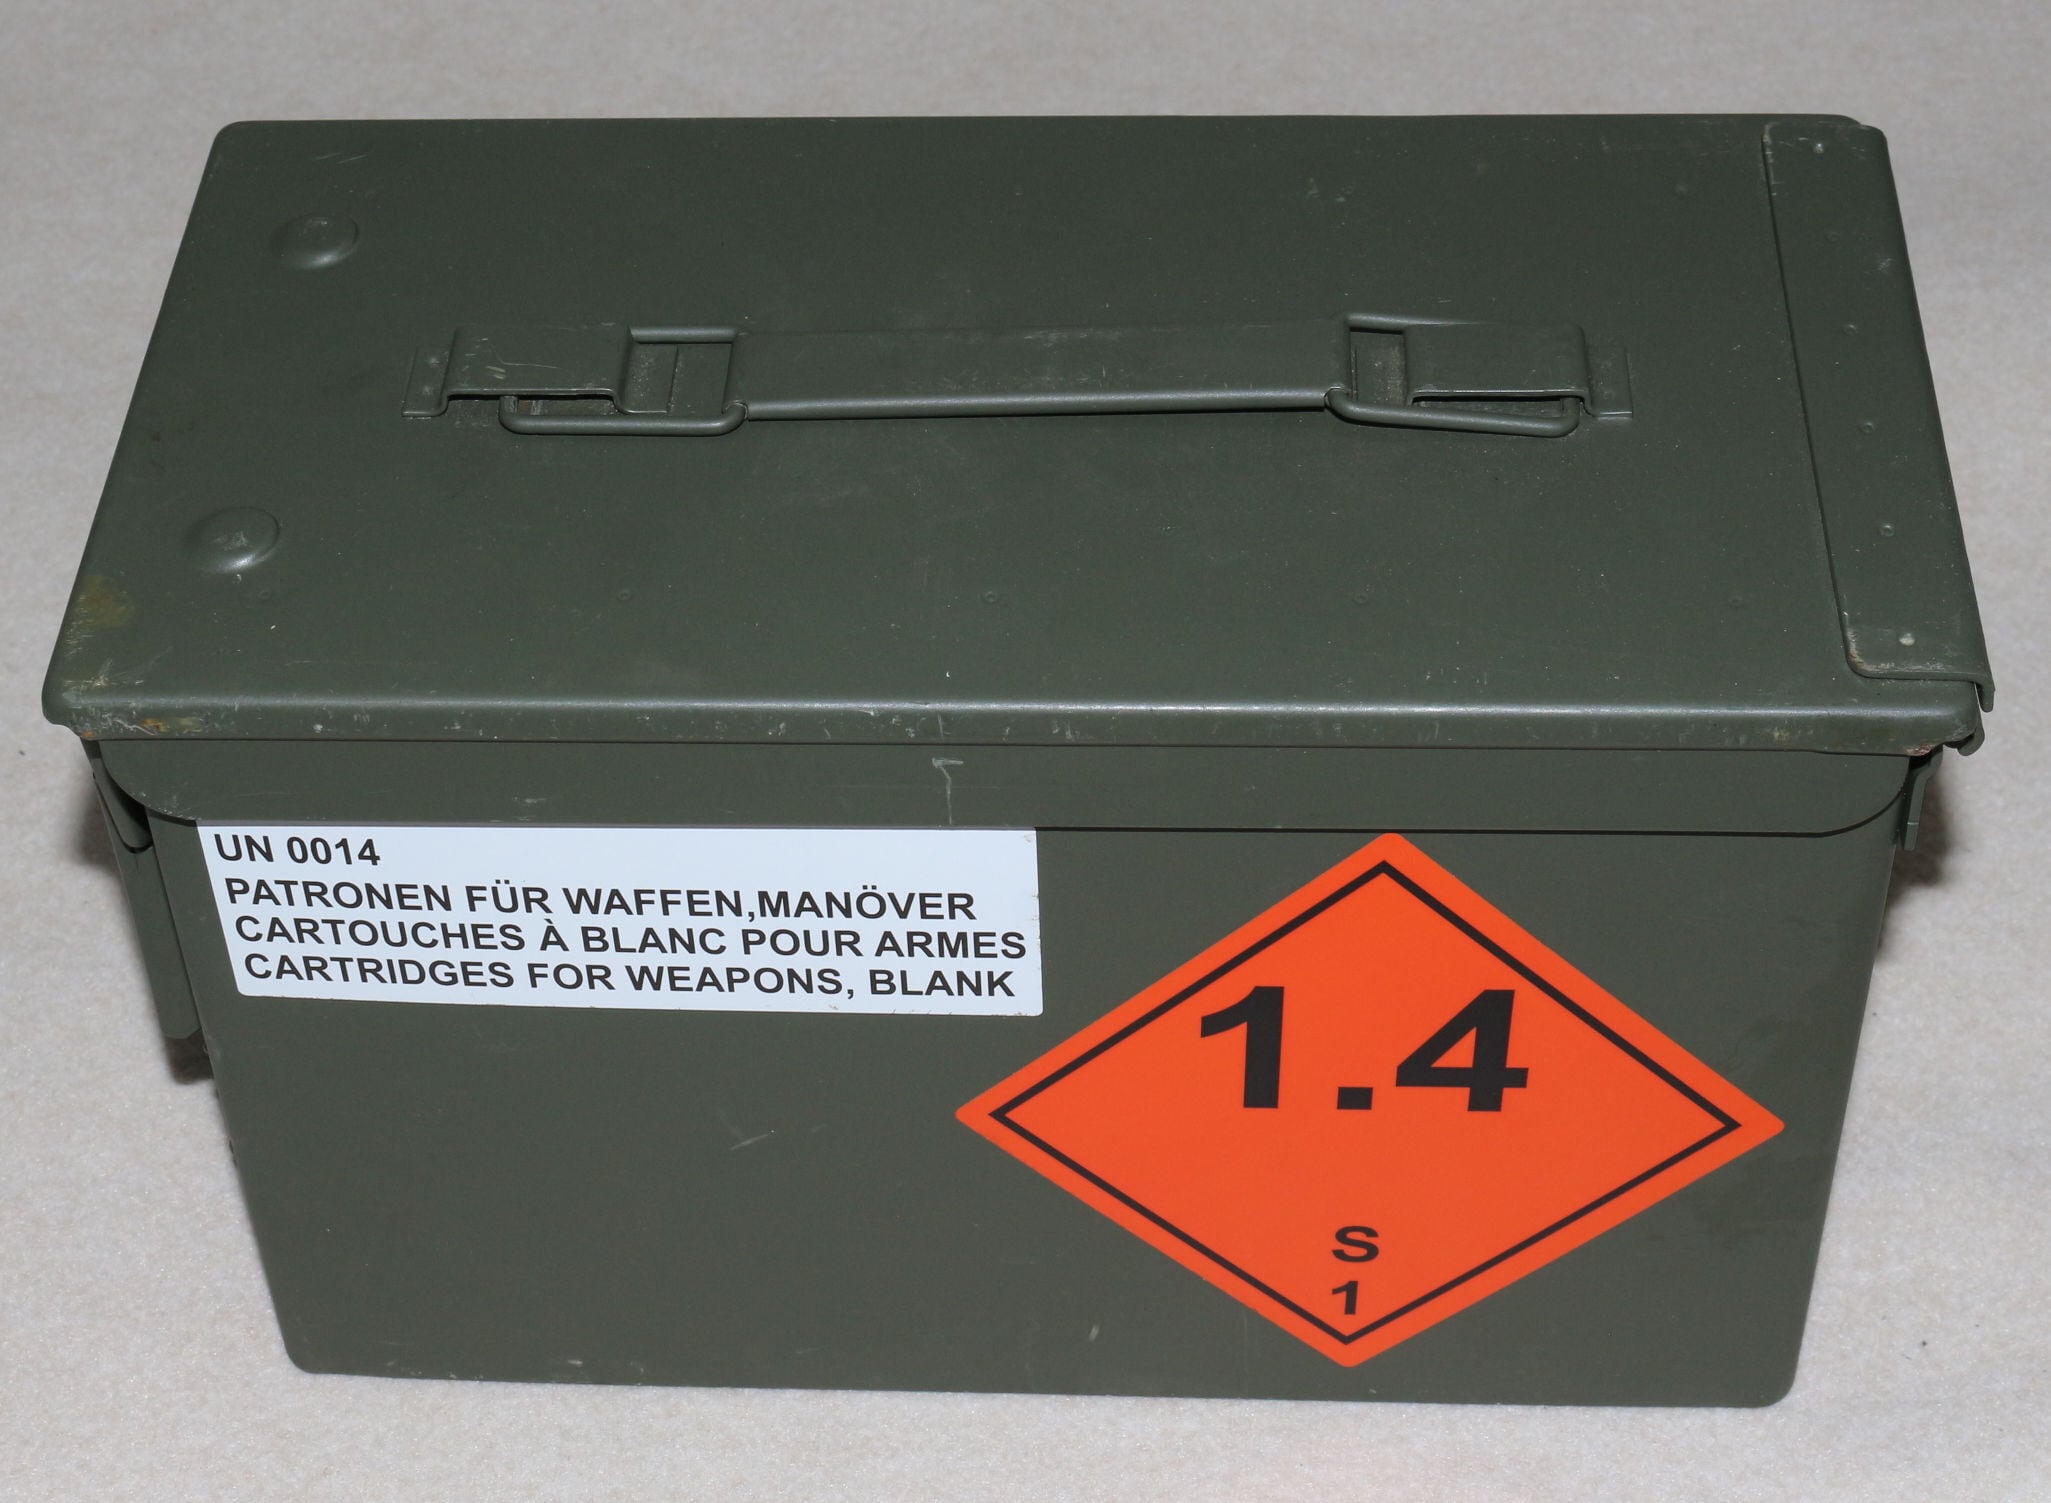 UN 0014
PATRONEN FÜR WAFFEN,MANÖVER
CARTOUCHES À BLANC POUR ARMES
CARTRIDGES FOR WEAPONS, BLANK
1.4
S
1